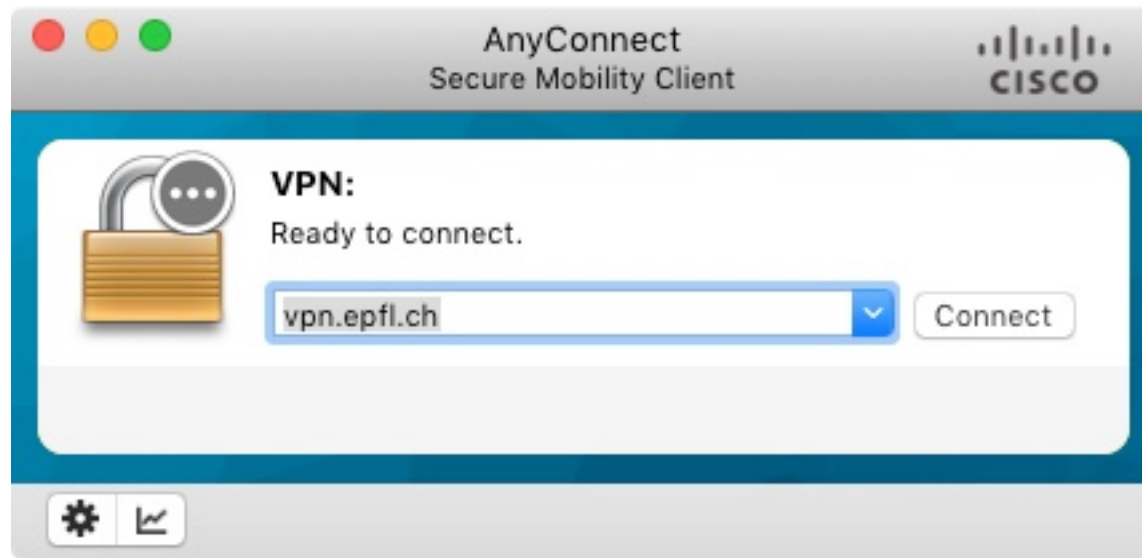 AnyConnect
Secure Mobility Client
CISCO
VPN:
Ready to connect.
vpn.epfl.ch
Connect